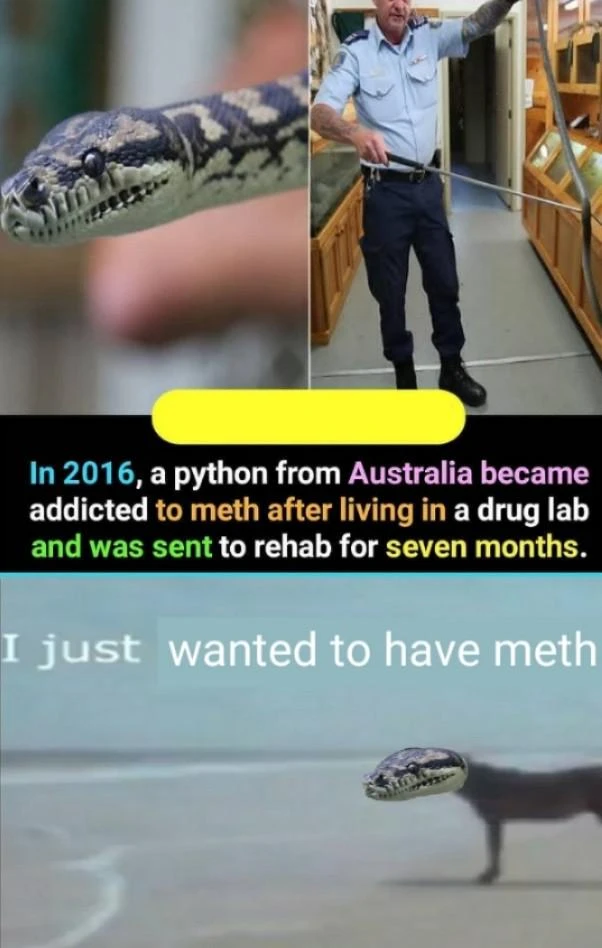 In 2016, a python from Australia became
addicted to meth after living in a drug lab
and was sent to rehab for seven months.
I just wanted to have meth